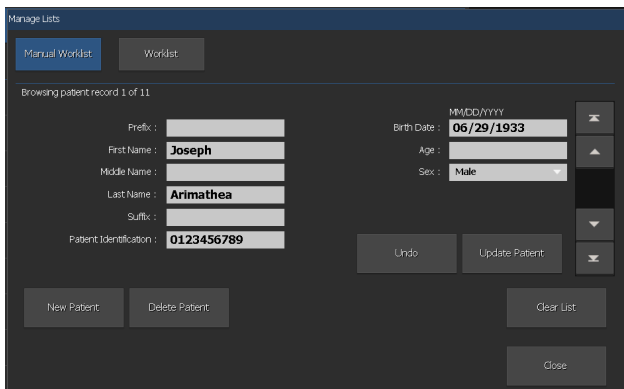 Manage Lists
Manual Worklist Worklist
Browsing patient record 1 of 11
MM/DD/YYYY
Prefix : Birth Date : 06/29/1933
First Name : Joseph Age :
Middle Name : Sex : Male
Last Name : Arimathea
Suffix :
Patient Identification : 0123456789
Undo Update Patient
New Patient Delete Patient Clear List
Close